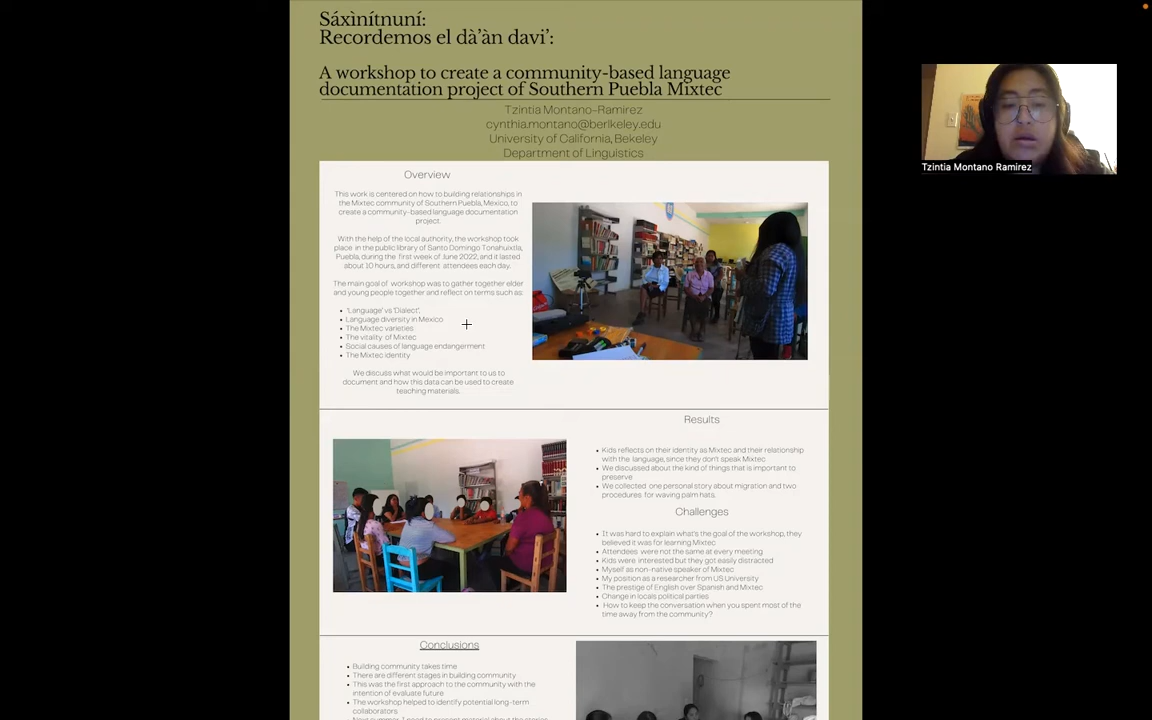 Sáxìnítnuní:
Recordemos el dà'àn davi':
A workshop to create a community-based language
documentation project of Southern Puebla Mixtec
Tzintia Montano-Ramirez
cynthia.montano@berlkeley.edu
University of California, Bekeley
Department of Linguistics
Overview
This work is centered on how to building relationships in
the Mixtec community of Southern Puebla, Mexico, to
create a community-based language documentation
project.
With the help of the local authority, the workshop took
place in the public library of Santo Domingo Tonahuixtla,
Puebla, during the first week of June 2022, and it lasted
about 10 hours, and different attendees each day.
The main goal of workshop was to gather together elder
and young people together and reflect on terms such as:
• 'Language' vs 'Dialect',
• Language diversity in Mexico
• The Mixtec varieties
• The vitality of Mixtec
• Social causes of language endangerment
• The Mixtec identity
We discuss what would be important to us to
document and how this data can be used to create
teaching materials.
Results
• Kids reflects on their identity as Mixtec and their relationship
with the language, since they don't speak Mixtec
• We discussed about the kind of things that is important to
preserve
• We collected one personal story about migration and two
procedures for waving palm hats.
Challenges
• It was hard to explain what's the goal of the workshop, they
believed it was for learning Mixtec
• Attendees were not the same at every meeting
• Kids were interested but they got easily distracted
• Myself as non-native speaker of Mixtec
• My position as a researcher from US University
• The prestige of English over Spanish and Mixtec
• Change in locals political parties
• How to keep the conversation when you spent most of the
time away from the community?
Conclusions
• Building community takes time
• There are different stages in building community
• This was the first approach to the community with the
intention of evaluate future
• The workshop helped to identify potential long-term
collaborators
Tzintia Montano Ramirez